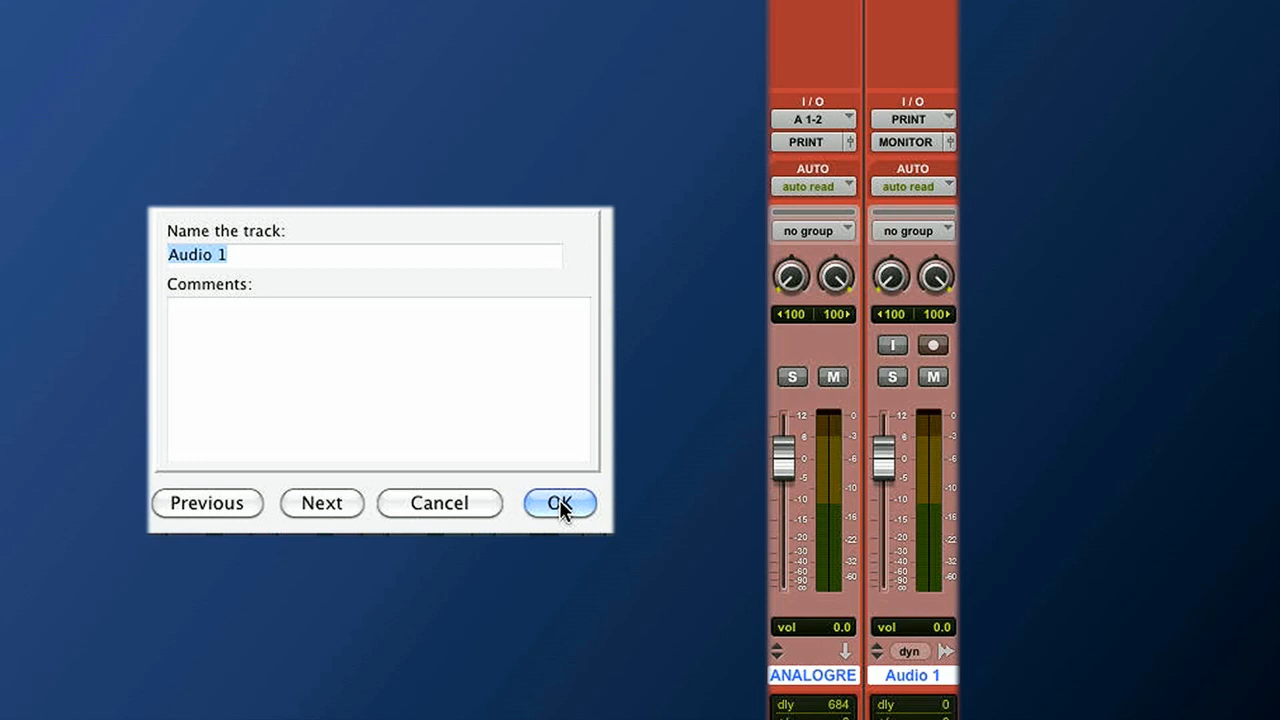 Name the track:
Audio 1
Comments:
Previous
Next
Cancel
OK
I / O
A 1-2
PRINT
AUTO
auto read
no group
100 100
S M
12 0
6 -3
0 -6
-5
-10 -10
-15 -16
-20 -22
-30
-40 -32
-60
-90 -60
∞
vol 0.0
ANALOGRE
dly 684
I / O
PRINT
MONITOR
AUTO
auto read
no group
100 100
I
S M
12 0
6 -3
0 -6
-5
-10 -10
-15 -16
-20 -22
-30
-40 -32
-60
-90 -60
∞
vol 0.0
dyn
Audio 1
dly 0